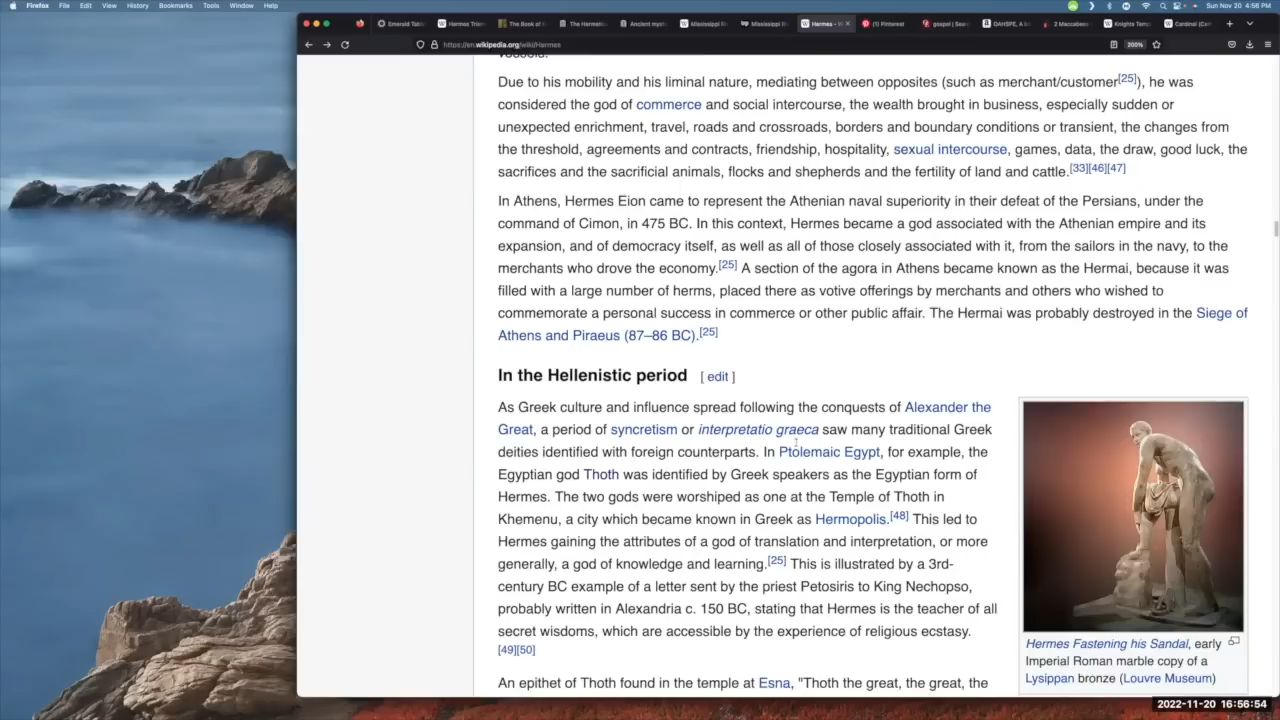 Firefox File Edit View History Bookmarks Tools Window Help
Sun Nov 20 4:56 PM
Emerald Tabl Hermes Trism The Book of The Hermetic Ancient myst Mississippi Ri Mississippi Ri Hermes - W (1) Pinterest gospel | Sear OAHSPE, A 2 Maccabees Knights Temp Cardinal (Cat
https://en.wikipedia.org/wiki/Hermes
200%
vessels.
Due to his mobility and his liminal nature, mediating between opposites (such as merchant/customer[25]), he was
considered the god of commerce and social intercourse, the wealth brought in business, especially sudden or
unexpected enrichment, travel, roads and crossroads, borders and boundary conditions or transient, the changes from
the threshold, agreements and contracts, friendship, hospitality, sexual intercourse, games, data, the draw, good luck, the
sacrifices and the sacrificial animals, flocks and shepherds and the fertility of land and cattle.[33][46][47]
In Athens, Hermes Eion came to represent the Athenian naval superiority in their defeat of the Persians, under the
command of Cimon, in 475 BC. In this context, Hermes became a god associated with the Athenian empire and its
expansion, and of democracy itself, as well as all of those closely associated with it, from the sailors in the navy, to the
merchants who drove the economy.[25] A section of the agora in Athens became known as the Hermai, because it was
filled with a large number of herms, placed there as votive offerings by merchants and others who wished to
commemorate a personal success in commerce or other public affair. The Hermai was probably destroyed in the Siege of
Athens and Piraeus (87–86 BC).[25]
In the Hellenistic period [ edit ]
As Greek culture and influence spread following the conquests of Alexander the
Great, a period of syncretism or interpretatio graeca saw many traditional Greek
deities identified with foreign counterparts. In Ptolemaic Egypt, for example, the
Egyptian god Thoth was identified by Greek speakers as the Egyptian form of
Hermes. The two gods were worshiped as one at the Temple of Thoth in
Khemenu, a city which became known in Greek as Hermopolis.[48] This led to
Hermes gaining the attributes of a god of translation and interpretation, or more
generally, a god of knowledge and learning.[25] This is illustrated by a 3rd-
century BC example of a letter sent by the priest Petosiris to King Nechopso,
probably written in Alexandria c. 150 BC, stating that Hermes is the teacher of all
secret wisdoms, which are accessible by the experience of religious ecstasy.
[49][50]
An epithet of Thoth found in the temple at Esna, "Thoth the great, the great, the
Hermes Fastening his Sandal, early
Imperial Roman marble copy of a
Lysippan bronze (Louvre Museum)
2022-11-20 16:56:54